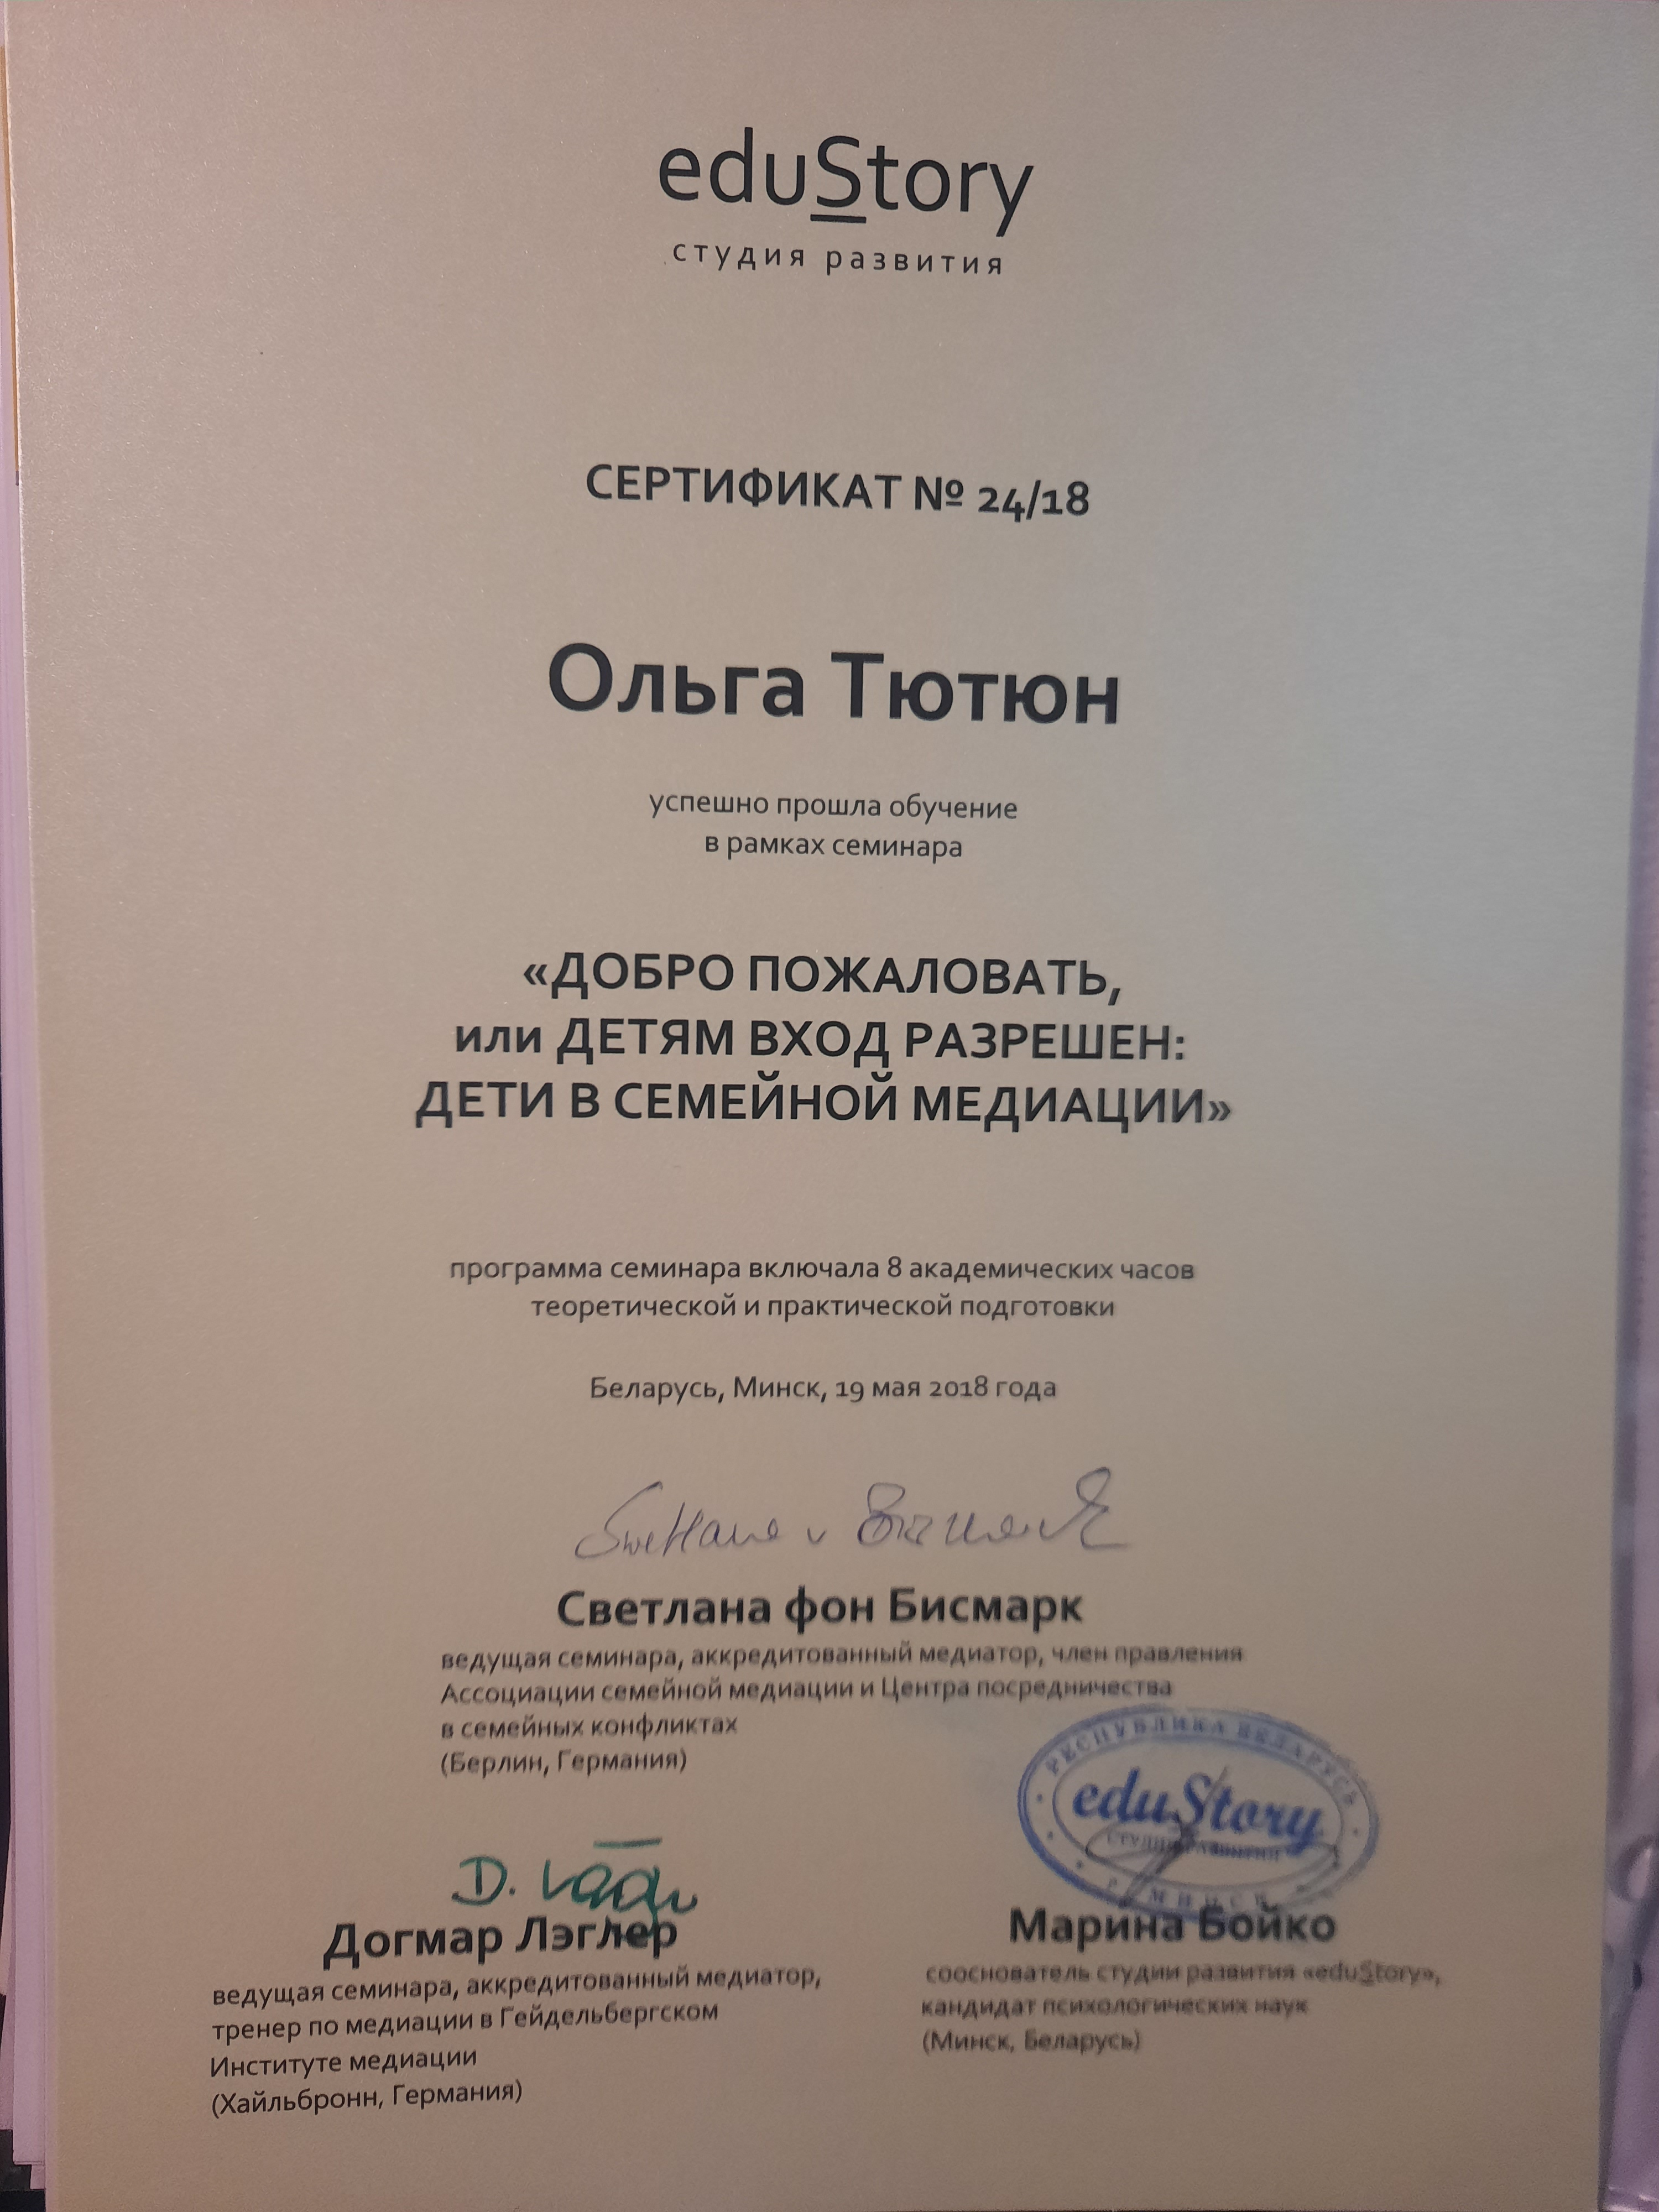 eduStory
студия развития
СЕРТИФИКАТ № 24/18
Ольга Тютюн
успешно прошла обучение
в рамках семинара
«ДОБРО ПОЖАЛОВАТЬ,
или ДЕТЯМ ВХОД РАЗРЕШЕН:
ДЕТИ В СЕМЕЙНОЙ МЕДИАЦИИ»
программа семинара включала 8 академических часов
теоретической и практической подготовки
Беларусь, Минск, 19 мая 2018 года
Светлана фон Бисмарк
ведущая семинара, аккредитованный медиатор, член правления
Ассоциации семейной медиации и Центра посредничества
в семейных конфликтах
(Берлин, Германия)
D.
Догмар Лэглер
ведущая семинара, аккредитованный медиатор,
тренер по медиации в Гейдельбергском
Институте медиации
(Хайльбронн, Германия)
РЕСПУБЛИКА БЕЛАРУСЬ
eduStory
СТУДИЯ РАЗВИТИЯ
Г. МИНСК
Марина Бойко
сооснователь студии развития «eduStory»,
кандидат психологических наук
(Минск, Беларусь)